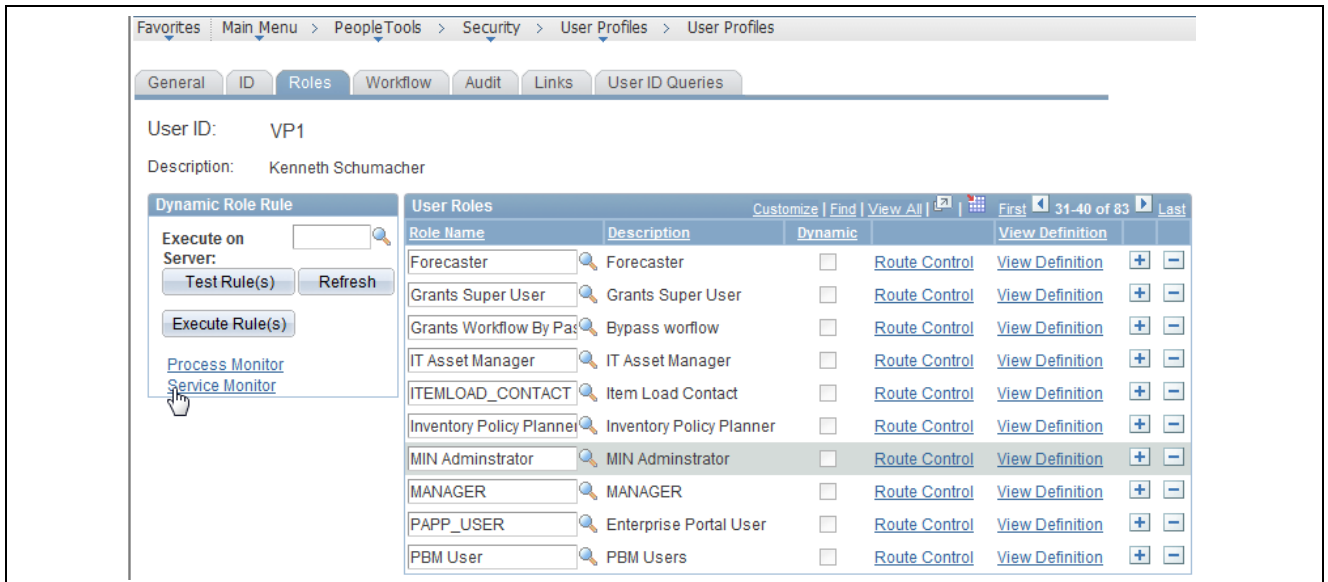 Favorites Main Menu > PeopleTools > Security > User Profiles > User Profiles
General ID Roles Workflow Audit Links User ID Queries
User ID: VP1
Description: Kenneth Schumacher
Dynamic Role Rule
Execute on
Server:
Test Rule(s) Refresh
Execute Rule(s)
Process Monitor
Service Monitor
User Roles Customize | Find | View All | | First 31-40 of 83 Last
Role Name Description Dynamic View Definition
Forecaster Forecaster Route Control View Definition
Grants Super User Grants Super User Route Control View Definition
Grants Workflow By Pas Bypass worflow Route Control View Definition
IT Asset Manager IT Asset Manager Route Control View Definition
ITEMLOAD_CONTACT Item Load Contact Route Control View Definition
Inventory Policy Planner Inventory Policy Planner Route Control View Definition
MIN Adminstrator MIN Adminstrator Route Control View Definition
MANAGER MANAGER Route Control View Definition
PAPP_USER Enterprise Portal User Route Control View Definition
PBM User PBM Users Route Control View Definition